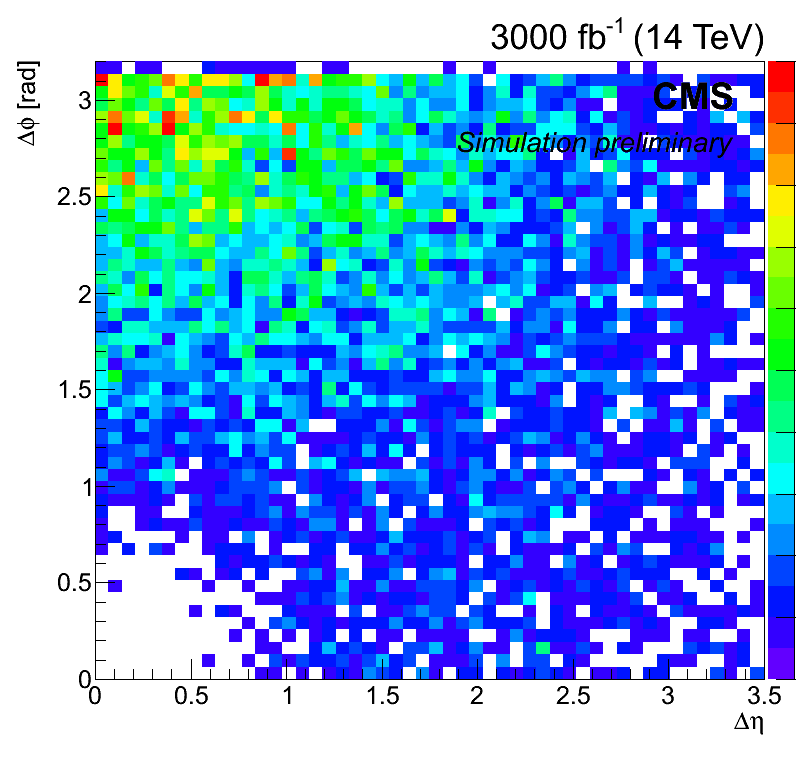 3000 fb-1 (14 TeV)
Δϕ [rad]
CMS
Simulation preliminary
3
2.5
2
1.5
1
0.5
0
0 0.5 1 1.5 2 2.5 3 3.5
Δη